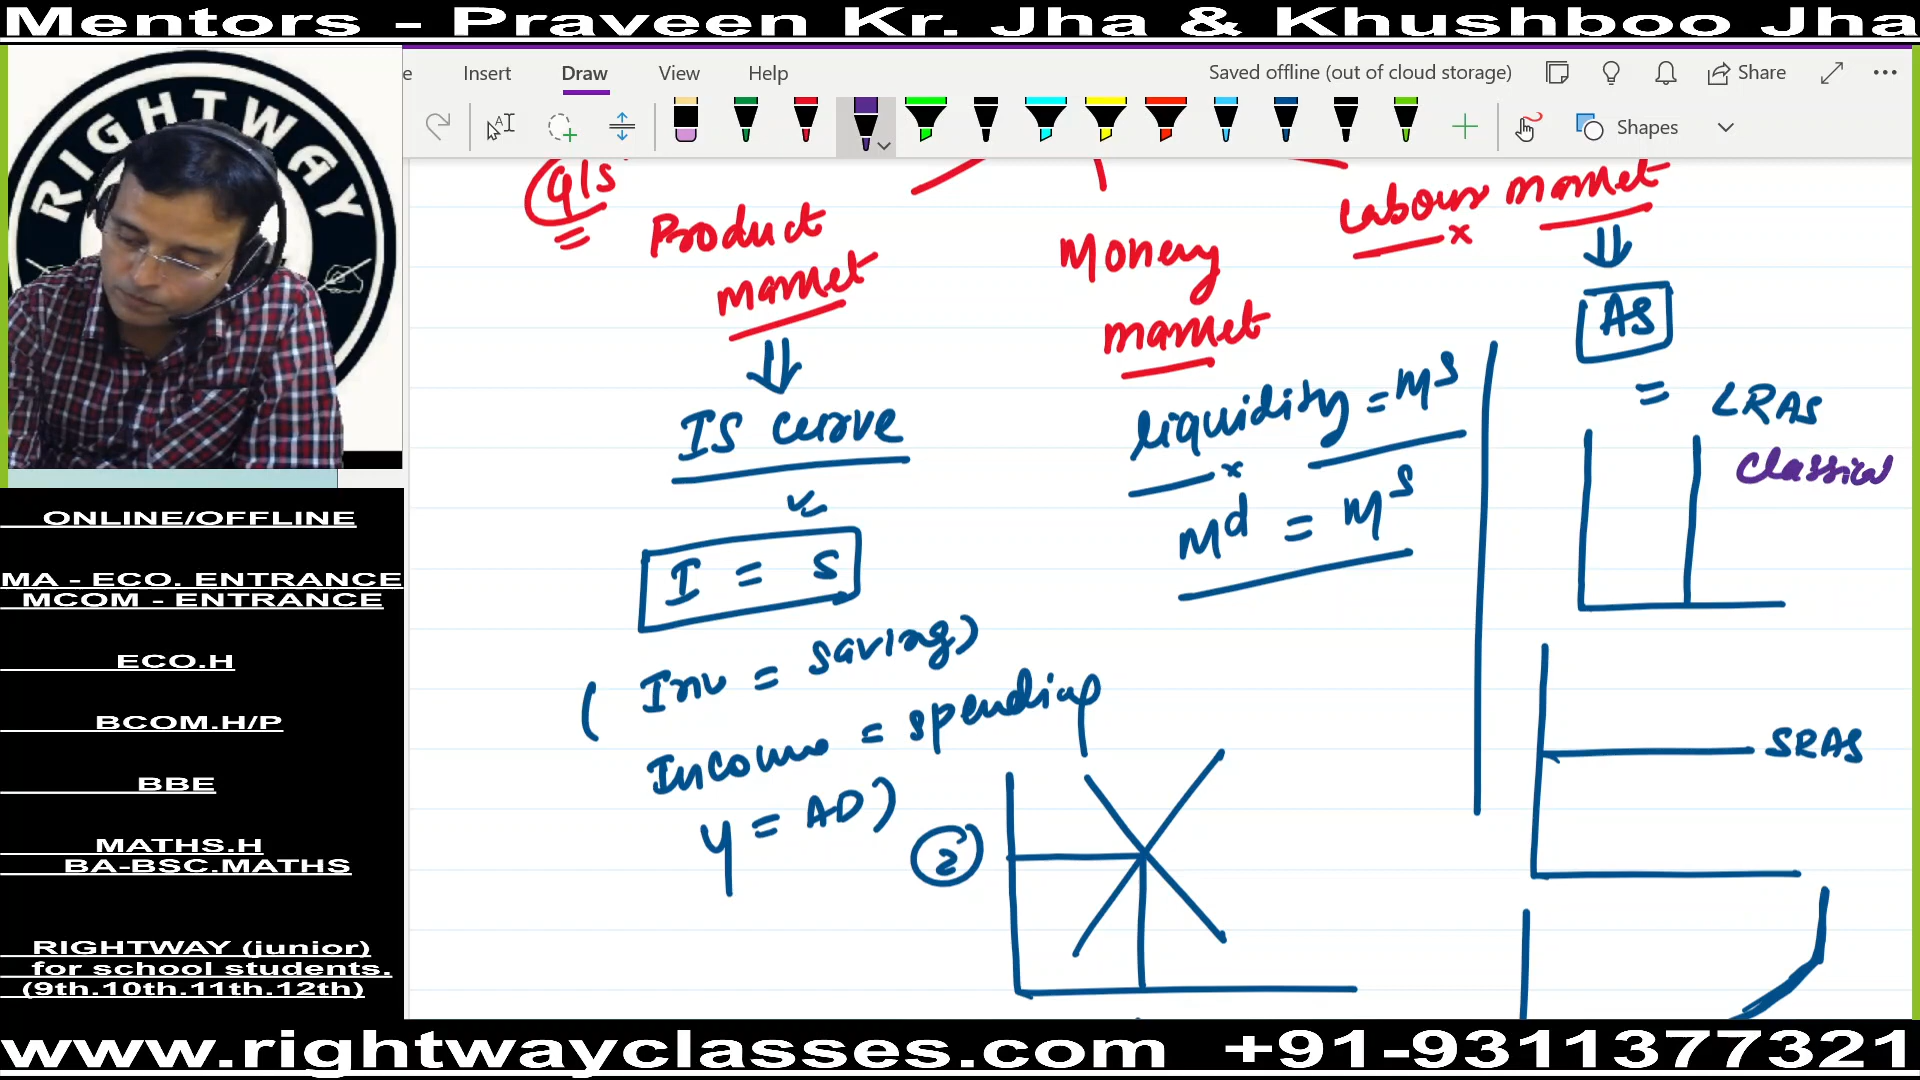 Mentors - Praveen Kr. Jha & Khushboo Jha
RIGHTWAY
Insert Draw View Help
Saved offline (out of cloud storage)
Share
Shapes
Product
market
Money
market
Labour market
IS curve
I = S
(Inv = saving)
Income = spending
Y = AD)
liquidity = Mˢ
Mᵈ = Mˢ
AS
= LRAS
Classical
SRAS
2
ONLINE/OFFLINE
MA - ECO. ENTRANCE
MCOM - ENTRANCE
ECO.H
BCOM.H/P
BBE
MATHS.H
BA-BSC.MATHS
RIGHTWAY (junior)
for school students.
(9th.10th.11th.12th)
www.rightwayclasses.com +91-9311377321